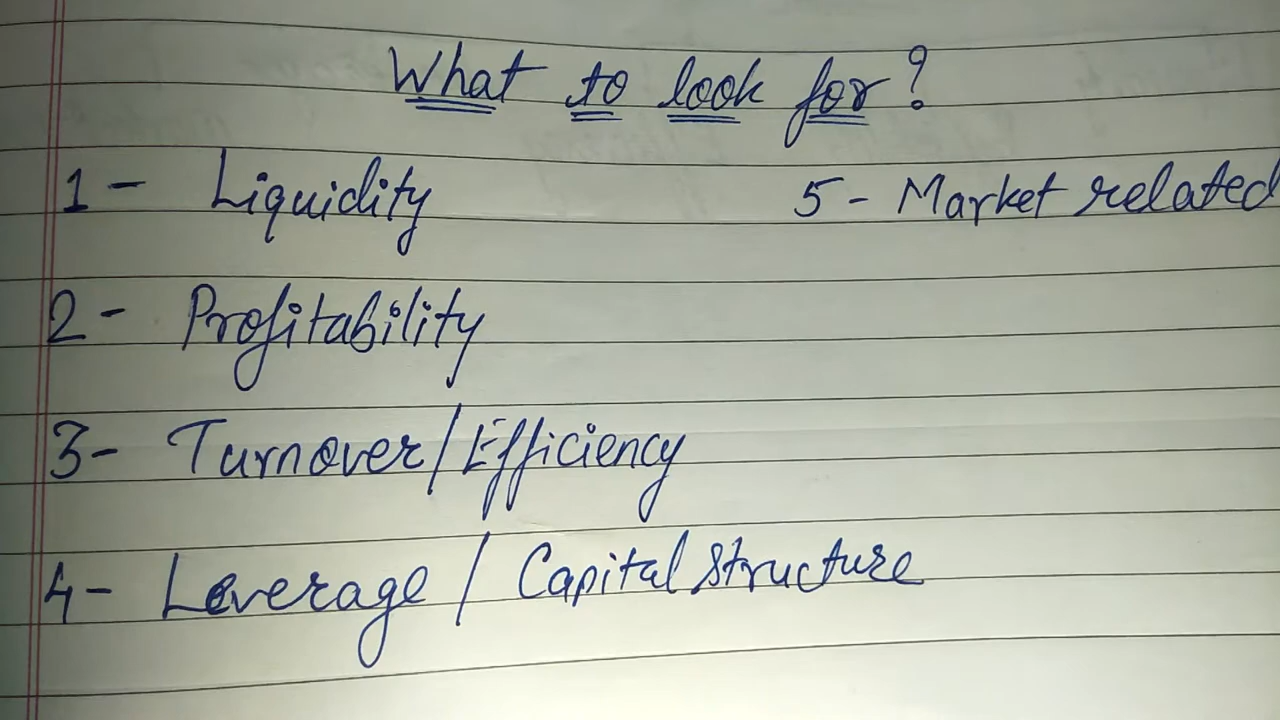 What to look for?
1- Liquidity
2- Profitability
3- Turnover/Efficiency
4- Leverage / Capital Structure
5- Market related